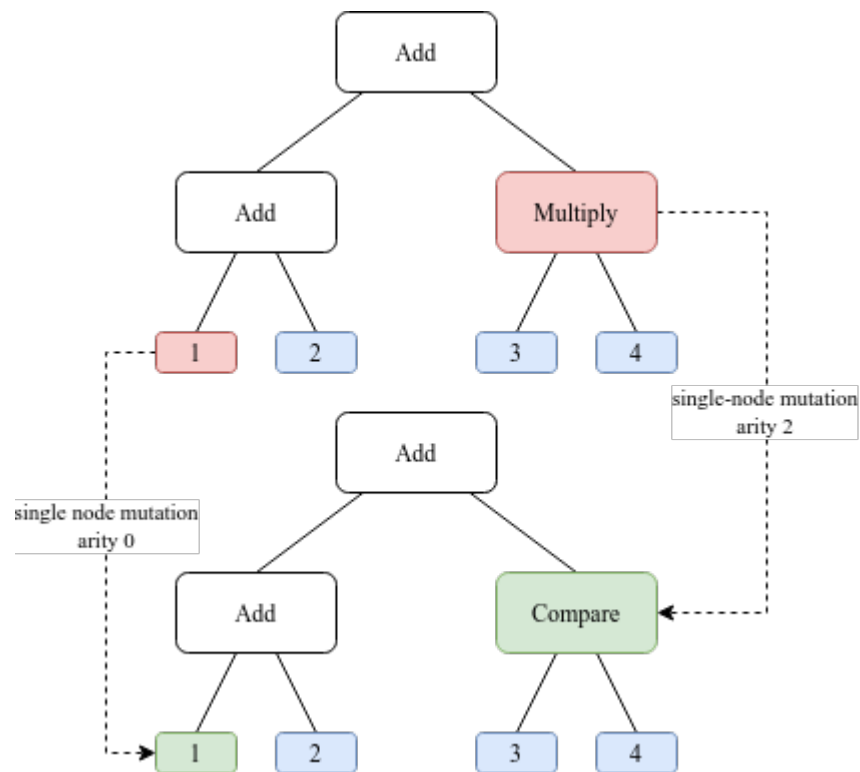 Add
Add
Multiply
1
2
3
4
single-node mutation
arity 2
Add
single node mutation
arity 0
Add
Compare
1
2
3
4